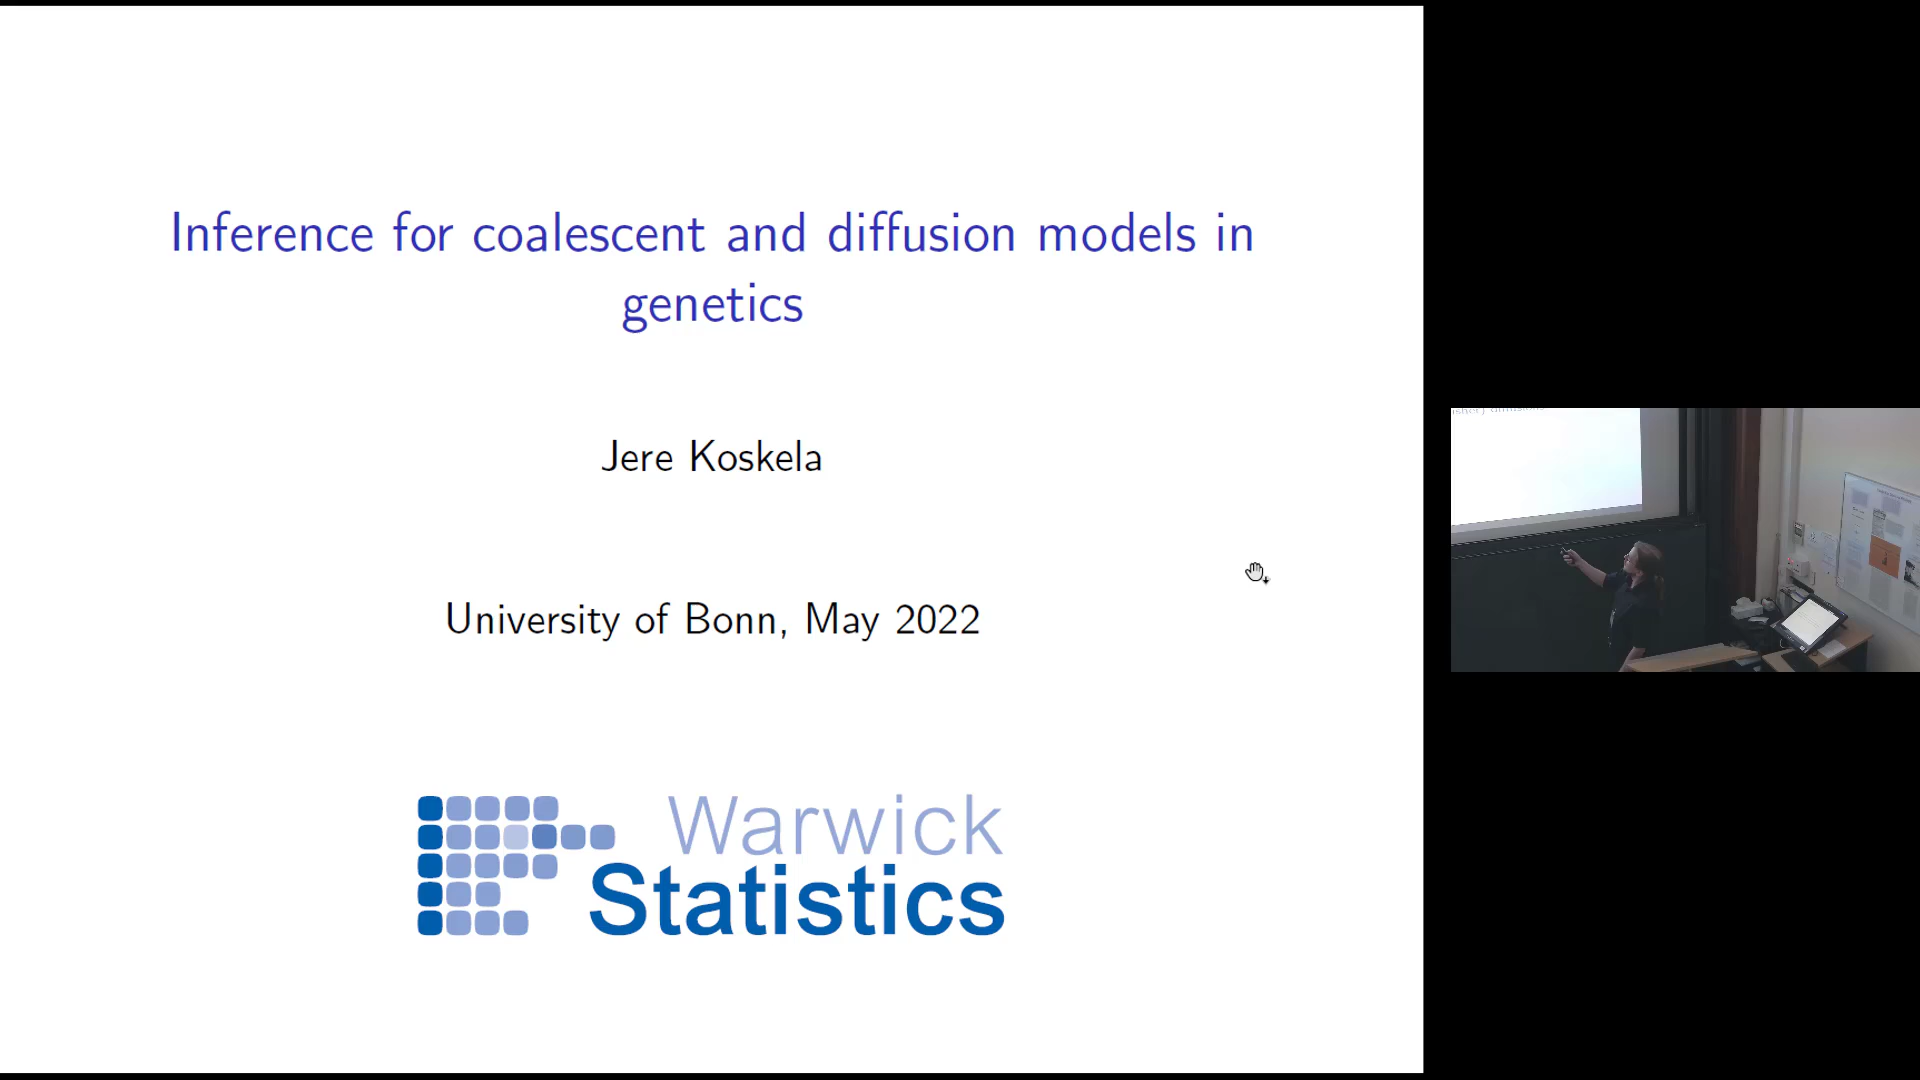 Inference for coalescent and diffusion models in
genetics
Jere Koskela
University of Bonn, May 2022
Warwick
Statistics